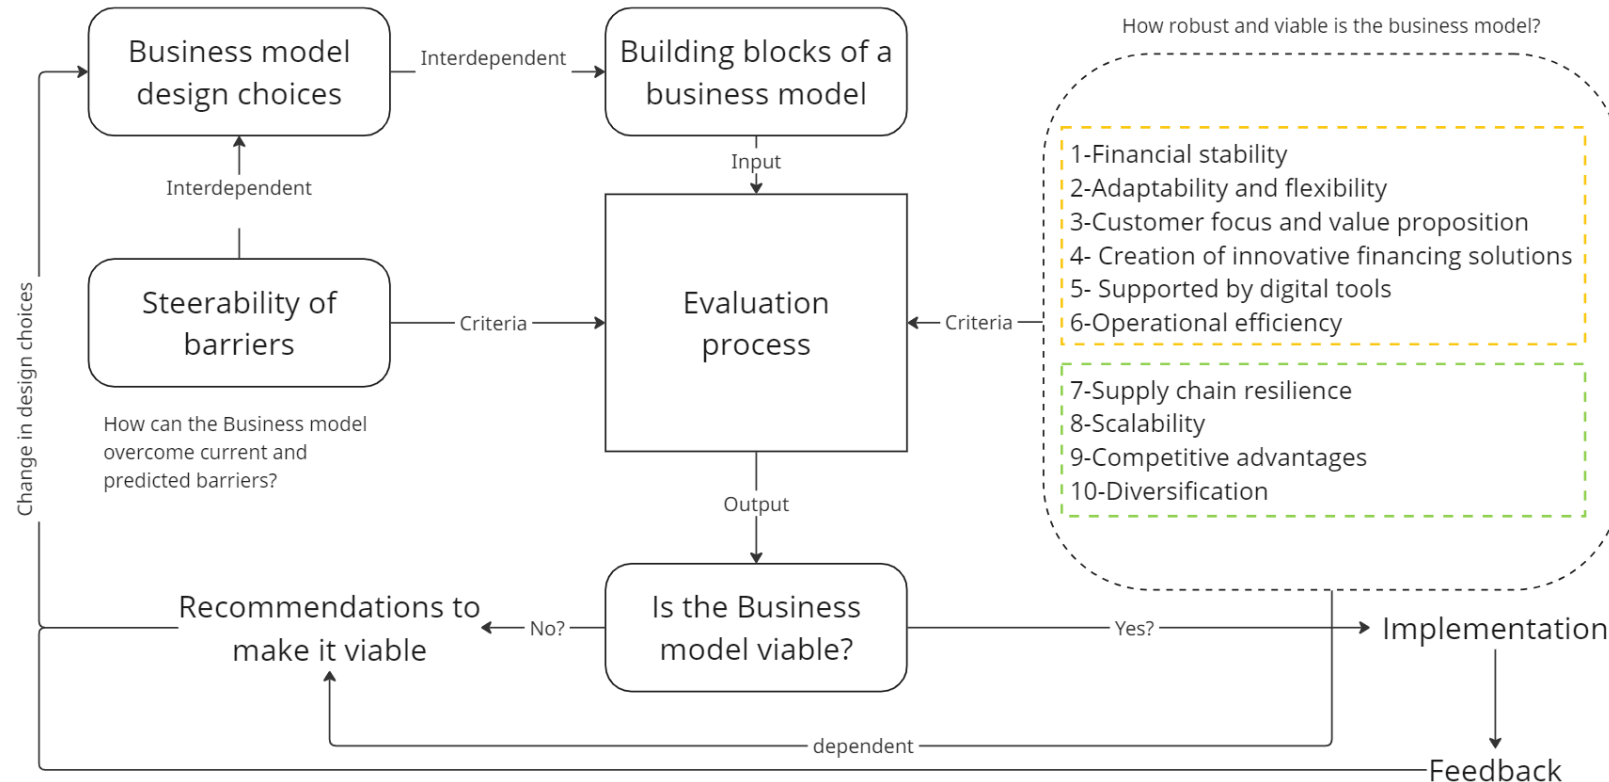 How robust and viable is the business model?
Business model
design choices
Interdependent
Building blocks of a
business model
Input
Interdependent
1-Financial stability
2-Adaptability and flexibility
3-Customer focus and value proposition
4- Creation of innovative financing solutions
5- Supported by digital tools
6-Operational efficiency
Steerability of
barriers
Criteria
Evaluation
process
Criteria
7-Supply chain resilience
8-Scalability
9-Competitive advantages
10-Diversification
Change in design choices
How can the Business model
overcome current and
predicted barriers?
Output
Recommendations to
make it viable
No?
Is the Business
model viable?
Yes?
Implementation
dependent
Feedback